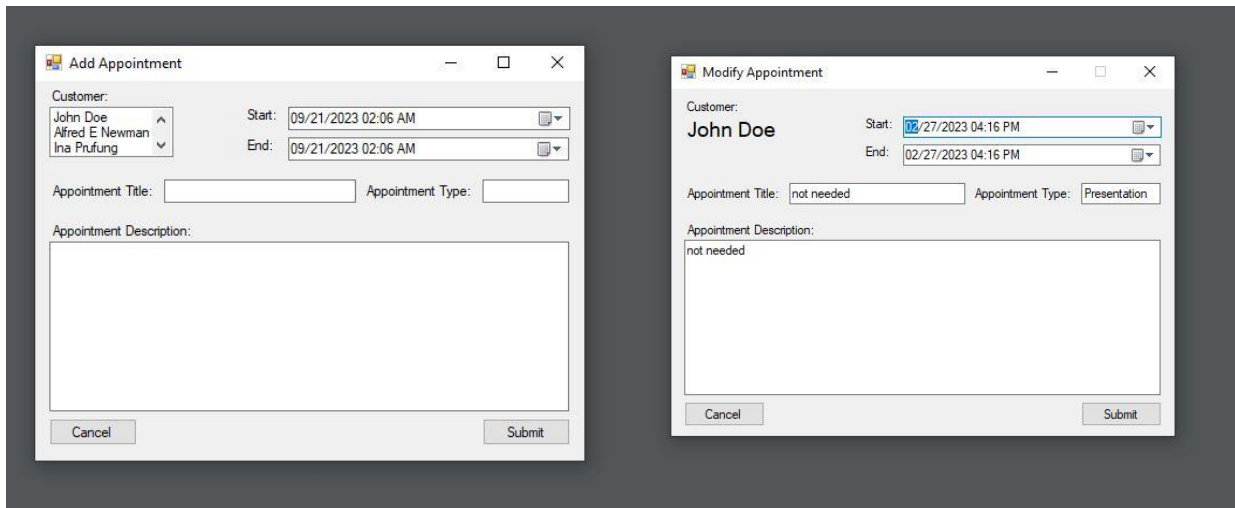 Add Appointment
Customer:
John Doe
Alfred E Newman
Ina Prufung
Start: 09/21/2023 02:06 AM
End: 09/21/2023 02:06 AM
Appointment Title:
Appointment Type:
Appointment Description:
Cancel
Submit
Modify Appointment
Customer:
John Doe
Start: 02/27/2023 04:16 PM
End: 02/27/2023 04:16 PM
Appointment Title: not needed
Appointment Type: Presentation
Appointment Description:
not needed
Cancel
Submit